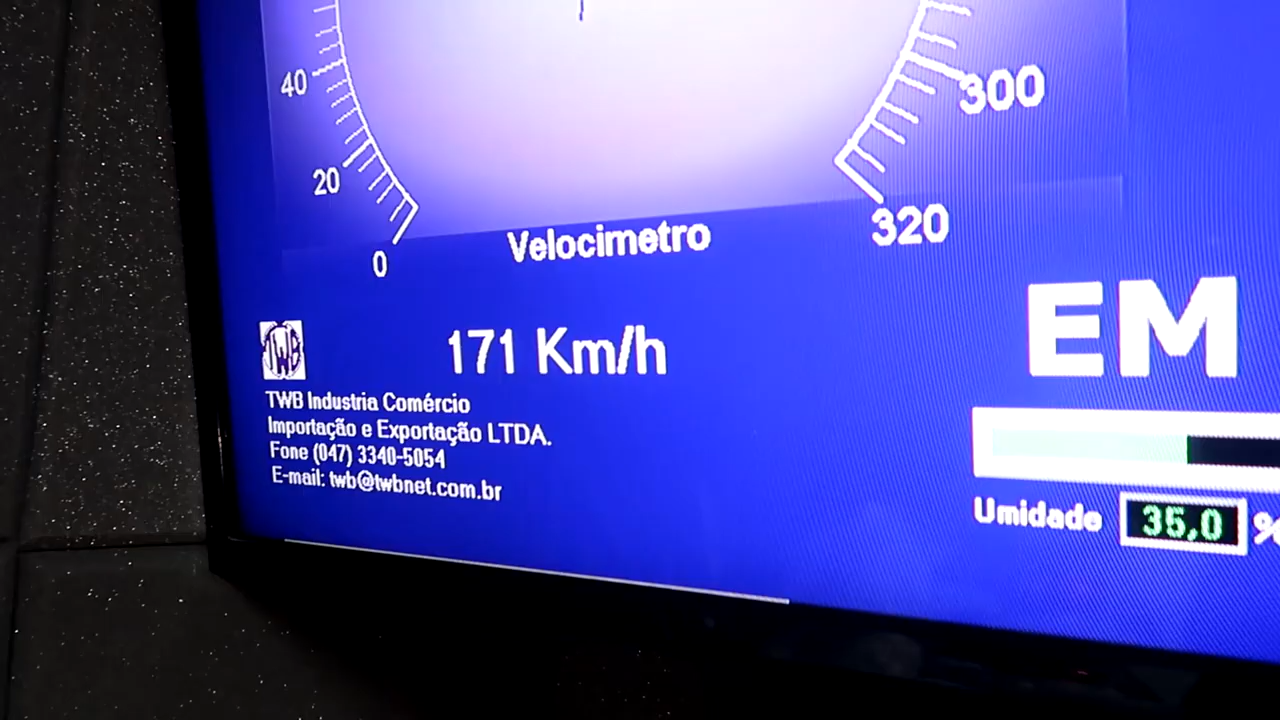 40
20
0
300
320
Velocimetro
171 Km/h
TWB
TWB Industria Comércio
Importação e Exportação LTDA.
Fone (047) 3340-5054
E-mail: twb@twbnet.com.br
EM
Umidade 35,0 %